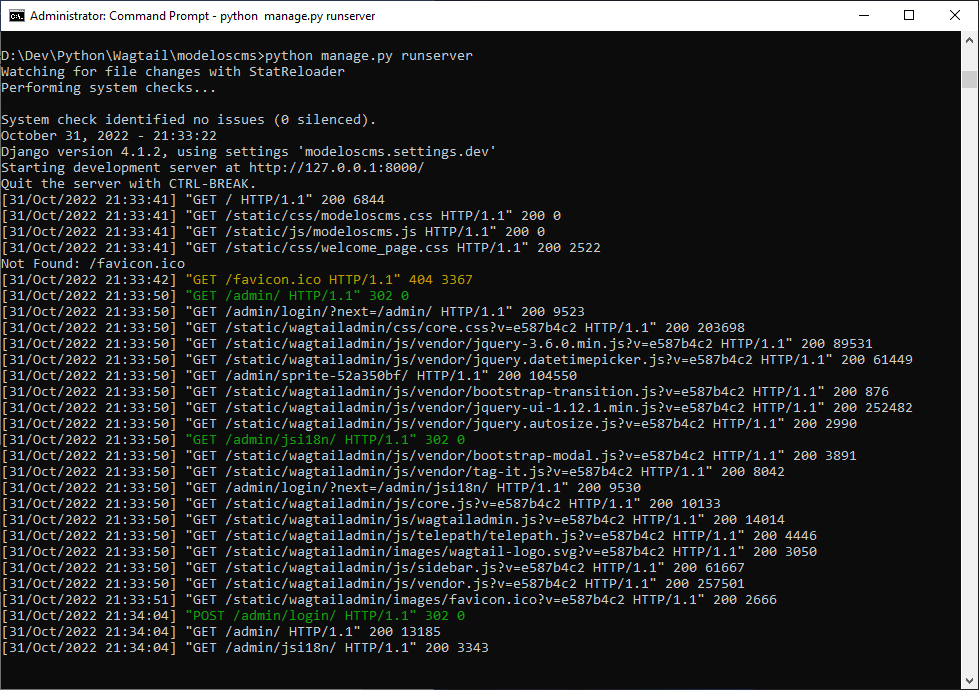 Administrator: Command Prompt - python  manage.py runserver
D:\Dev\Python\Wagtail\modeloscms>python manage.py runserver
Watching for file changes with StatReloader
Performing system checks...
System check identified no issues (0 silenced).
October 31, 2022 - 21:33:22
Django version 4.1.2, using settings 'modeloscms.settings.dev'
Starting development server at http://127.0.0.1:8000/
Quit the server with CTRL-BREAK.
[31/Oct/2022 21:33:41] "GET / HTTP/1.1" 200 6844
[31/Oct/2022 21:33:41] "GET /static/css/modeloscms.css HTTP/1.1" 200 0
[31/Oct/2022 21:33:41] "GET /static/js/modeloscms.js HTTP/1.1" 200 0
[31/Oct/2022 21:33:41] "GET /static/css/welcome_page.css HTTP/1.1" 200 2522
Not Found: /favicon.ico
[31/Oct/2022 21:33:42] "GET /favicon.ico HTTP/1.1" 404 3367
[31/Oct/2022 21:33:50] "GET /admin/ HTTP/1.1" 302 0
[31/Oct/2022 21:33:50] "GET /admin/login/?next=/admin/ HTTP/1.1" 200 9523
[31/Oct/2022 21:33:50] "GET /static/wagtailadmin/css/core.css?v=e587b4c2 HTTP/1.1" 200 203698
[31/Oct/2022 21:33:50] "GET /static/wagtailadmin/js/vendor/jquery-3.6.0.min.js?v=e587b4c2 HTTP/1.1" 200 89531
[31/Oct/2022 21:33:50] "GET /static/wagtailadmin/js/vendor/jquery.datetimepicker.js?v=e587b4c2 HTTP/1.1" 200 61449
[31/Oct/2022 21:33:50] "GET /admin/sprite-52a350bf/ HTTP/1.1" 200 104550
[31/Oct/2022 21:33:50] "GET /static/wagtailadmin/js/vendor/bootstrap-transition.js?v=e587b4c2 HTTP/1.1" 200 876
[31/Oct/2022 21:33:50] "GET /static/wagtailadmin/js/vendor/jquery-ui-1.12.1.min.js?v=e587b4c2 HTTP/1.1" 200 252482
[31/Oct/2022 21:33:50] "GET /static/wagtailadmin/js/vendor/jquery.autosize.js?v=e587b4c2 HTTP/1.1" 200 2990
[31/Oct/2022 21:33:50] "GET /admin/jsi18n/ HTTP/1.1" 302 0
[31/Oct/2022 21:33:50] "GET /static/wagtailadmin/js/vendor/bootstrap-modal.js?v=e587b4c2 HTTP/1.1" 200 3891
[31/Oct/2022 21:33:50] "GET /static/wagtailadmin/js/vendor/tag-it.js?v=e587b4c2 HTTP/1.1" 200 8042
[31/Oct/2022 21:33:50] "GET /admin/login/?next=/admin/jsi18n/ HTTP/1.1" 200 9530
[31/Oct/2022 21:33:50] "GET /static/wagtailadmin/js/core.js?v=e587b4c2 HTTP/1.1" 200 10133
[31/Oct/2022 21:33:50] "GET /static/wagtailadmin/js/wagtailadmin.js?v=e587b4c2 HTTP/1.1" 200 14014
[31/Oct/2022 21:33:50] "GET /static/wagtailadmin/js/telepath/telepath.js?v=e587b4c2 HTTP/1.1" 200 4446
[31/Oct/2022 21:33:50] "GET /static/wagtailadmin/images/wagtail-logo.svg?v=e587b4c2 HTTP/1.1" 200 3050
[31/Oct/2022 21:33:50] "GET /static/wagtailadmin/js/sidebar.js?v=e587b4c2 HTTP/1.1" 200 61667
[31/Oct/2022 21:33:50] "GET /static/wagtailadmin/js/vendor.js?v=e587b4c2 HTTP/1.1" 200 257501
[31/Oct/2022 21:33:51] "GET /static/wagtailadmin/images/favicon.ico?v=e587b4c2 HTTP/1.1" 200 2666
[31/Oct/2022 21:34:04] "POST /admin/login/ HTTP/1.1" 302 0
[31/Oct/2022 21:34:04] "GET /admin/ HTTP/1.1" 200 13185
[31/Oct/2022 21:34:04] "GET /admin/jsi18n/ HTTP/1.1" 200 3343